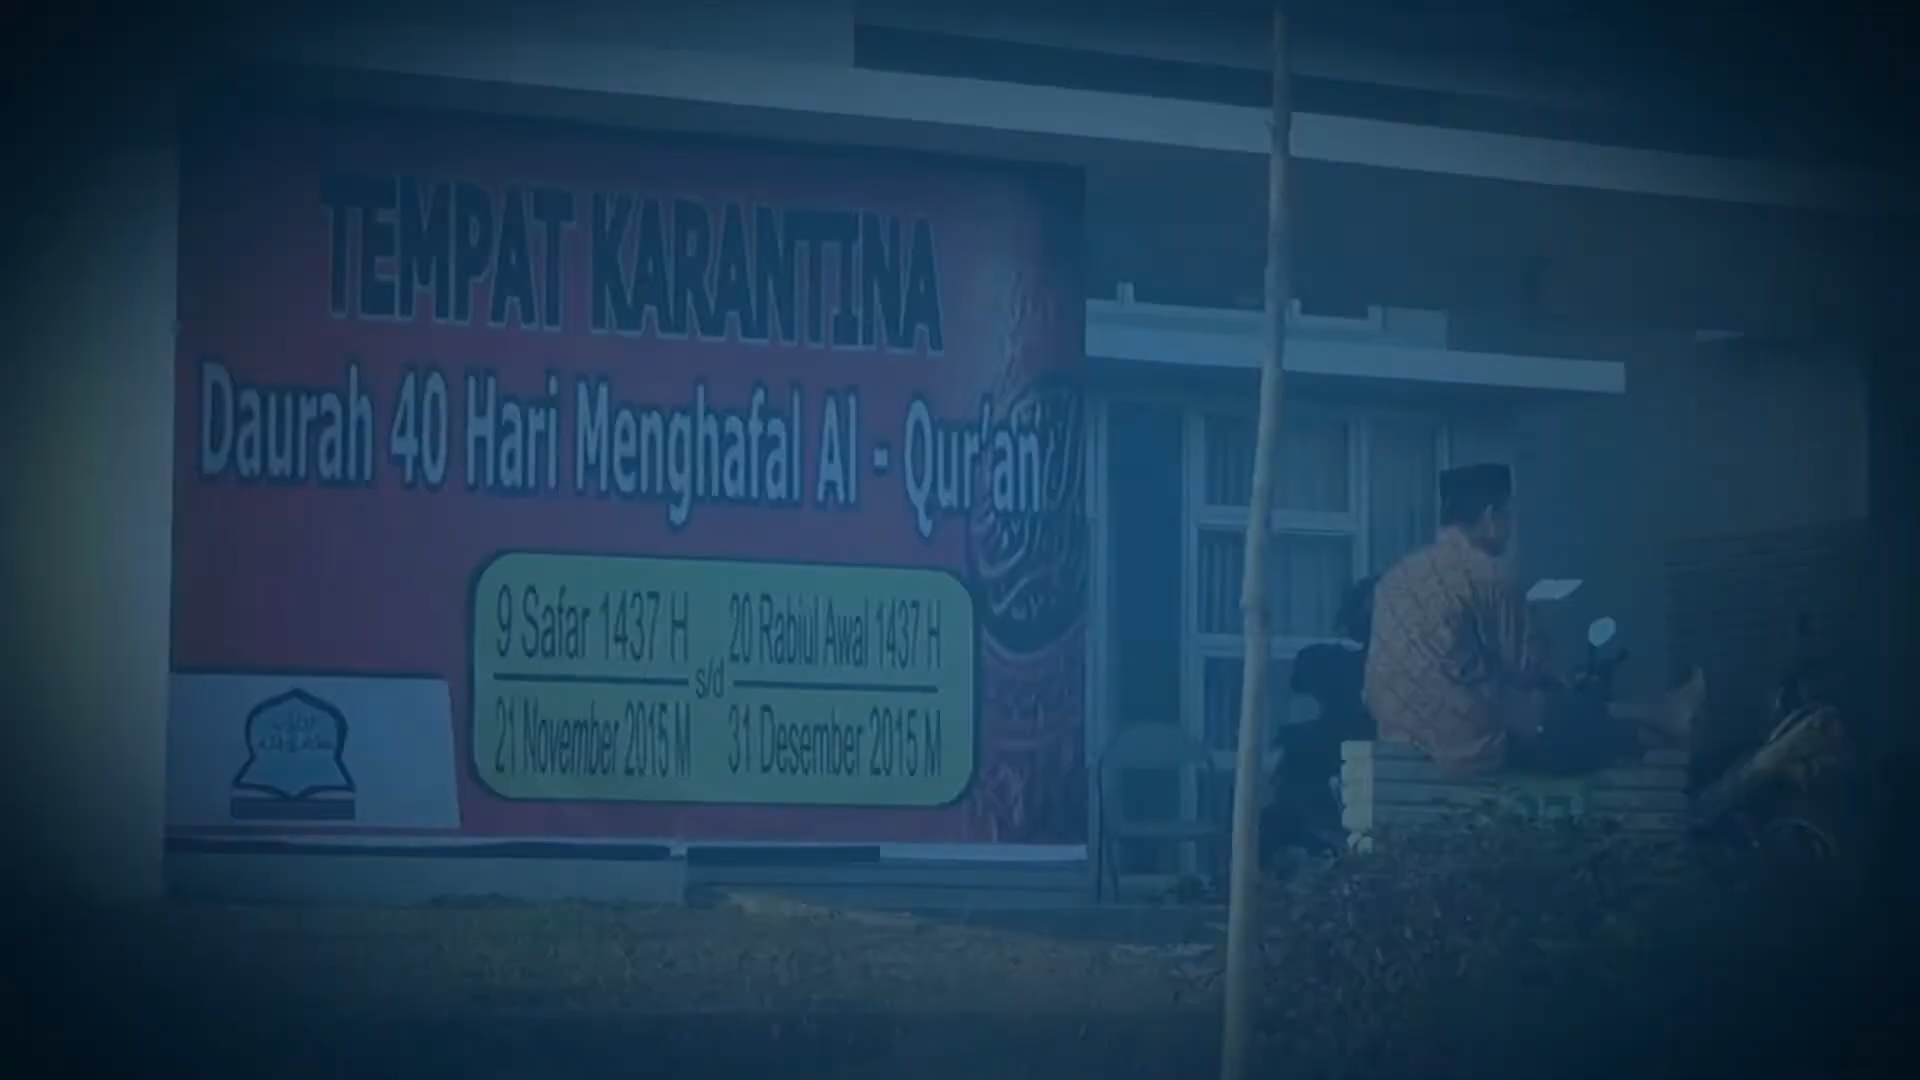 TEMPAT KARANTINA
Daurah 40 Hari Menghafal Al - Qur'an
9 Safar 1437 H s/d 20 Rabiul Awal 1437 H
21 November 2015 M 31 Desember 2015 M